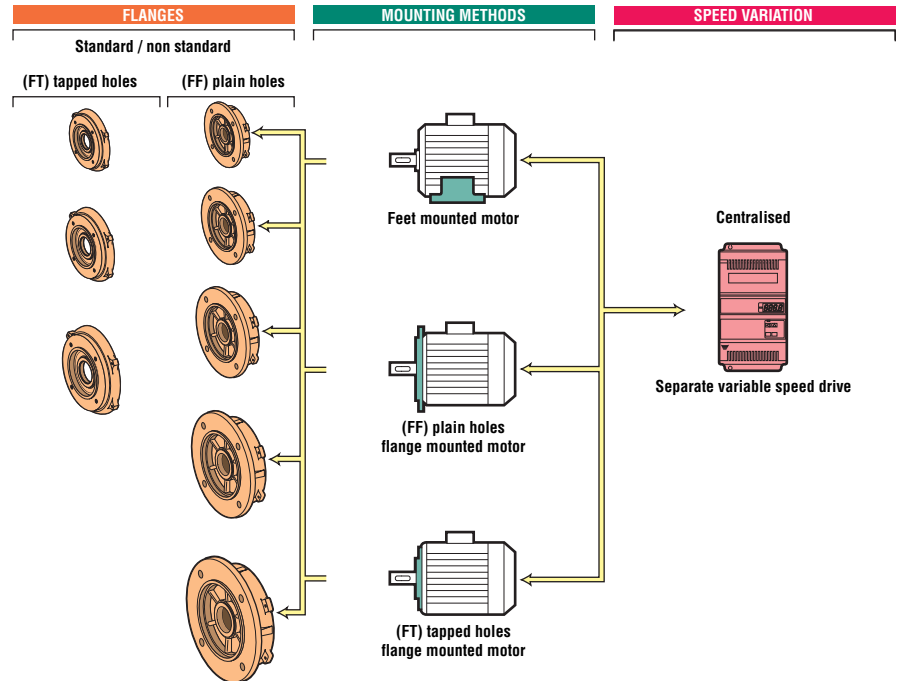 FLANGES
MOUNTING METHODS
SPEED VARIATION
Standard / non standard
(FT) tapped holes
(FF) plain holes
Feet mounted motor
Centralised
Separate variable speed drive
(FF) plain holes
flange mounted motor
(FT) tapped holes
flange mounted motor